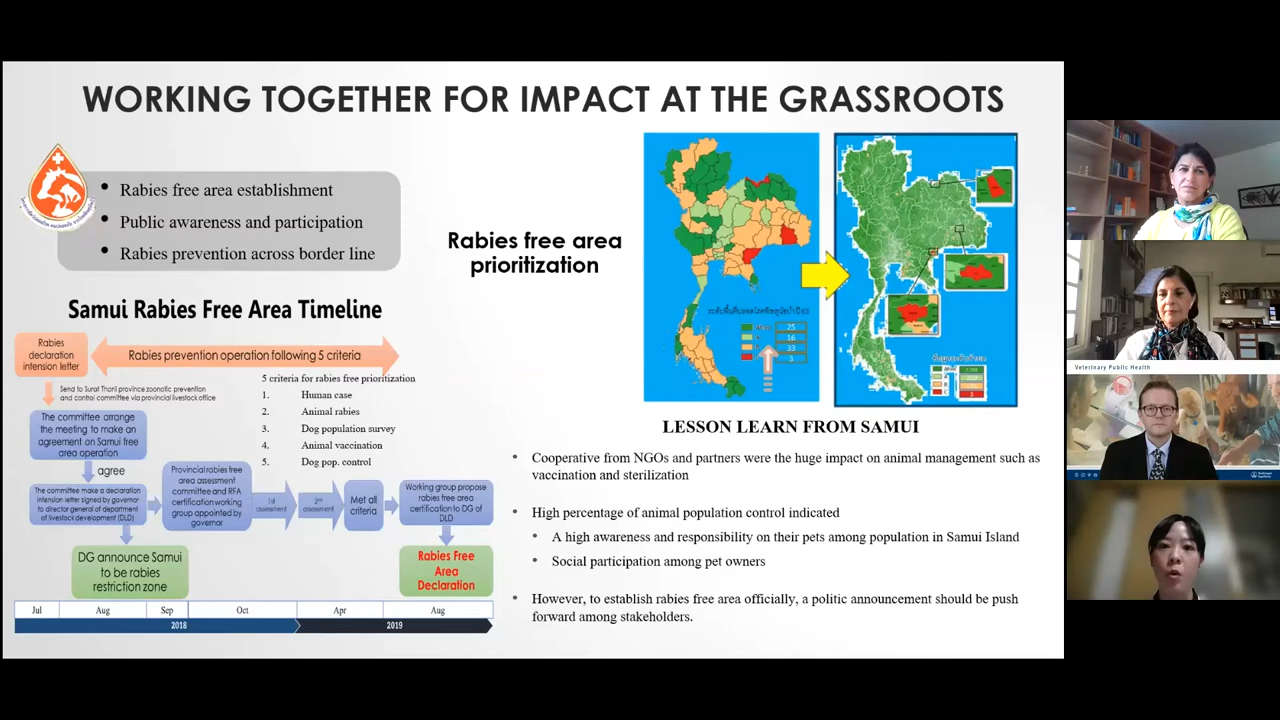 WORKING TOGETHER FOR IMPACT AT THE GRASSROOTS
• Rabies free area establishment
• Public awareness and participation
• Rabies prevention across border line
Rabies free area
prioritization
25
16
33
3
Samui Rabies Free Area Timeline
Rabies
declaration
intension letter
Rabies prevention operation following 5 criteria
Send to Surat Thani province zoonotic prevention
and control committee via provincial livestock office
5 criteria for rabies free prioritization
1. Human case
2. Animal rabies
3. Dog population survey
4. Animal vaccination
5. Dog pop. control
The committee arrange
the meeting to make an
agreement on Samui free
area operation
agree
The committee make a declaration
intension letter signed by governor
to director general of department
of livestock development (DLD)
Provincial rabies free
area assessment
committee and RFA
certification working
group appointed by
governor
1st
assessment
2nd
assessment
Met all
criteria
Working group propose
rabies free area
certification to DG of
DLD
DG announce Samui
to be rabies
restriction zone
Rabies Free
Area
Declaration
Jul Aug Sep Oct Apr Aug
2018 2019
LESSON LEARN FROM SAMUI
• Cooperative from NGOs and partners were the huge impact on animal management such as
vaccination and sterilization
• High percentage of animal population control indicated
• A high awareness and responsibility on their pets among population in Samui Island
• Social participation among pet owners
• However, to establish rabies free area officially, a politic announcement should be push
forward among stakeholders.
Veterinary Public Health